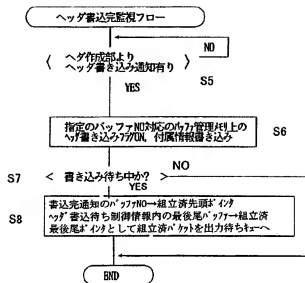 ヘッダ書込完監視フロー
NO
ヘダ作成部より
ヘッダ書き込み通知有り
S5
YES
指定のバッファNO対応のバッファ管理メモリ上の
ヘッダ書き込みフラグON, 付属情報書き込み
S6
NO
S7
書き込み待ち中か?
YES
S8
書込完通知のバッファNO→組立済先頭ポインタ
ヘッダ書込待ち制御情報内の最後尾バッファ→組立済
最後尾ポインタとして組立済パケットを出力待ちキューへ
END